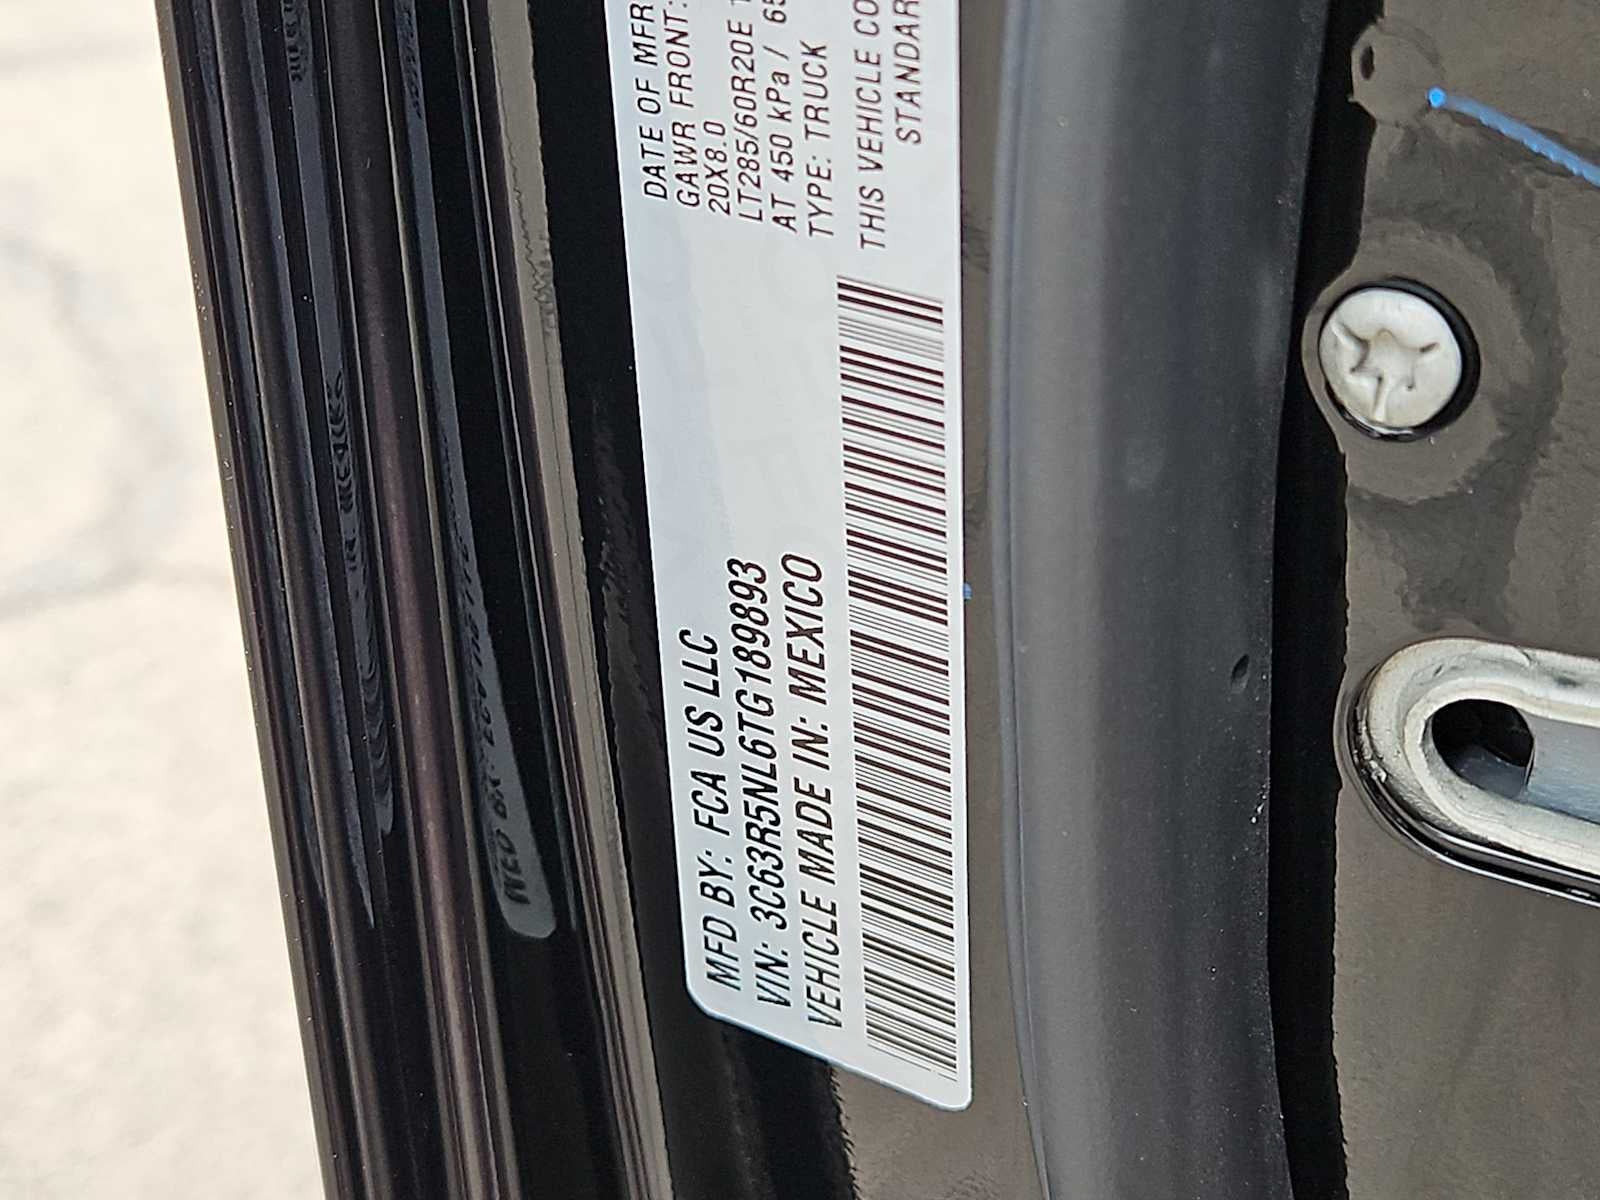 MFD BY: FCA US LLC
VIN: 3C63R5NL6TG189893
VEHICLE MADE IN: MEXICO
DATE OF MFR
GAWR FRONT:
20X8.0
LT285/60R20E
AT 450 kPa / 65
TYPE: TRUCK
THIS VEHICLE CO
STANDAR